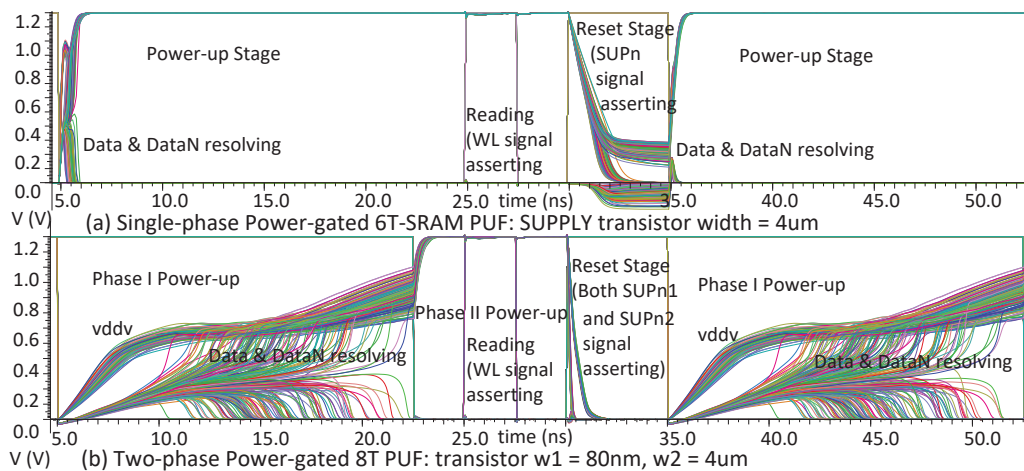 1.2
1.0
0.8
0.6
0.4
0.2
0.0
V (V)
Power-up Stage
Data & DataN resolving
Reading
(WL signal
asserting
Reset Stage
(SUPn
signal
asserting
Power-up Stage
Data & DataN resolving
5.0 10.0 15.0 20.0 25.0 time (ns) 35.0 40.0 45.0 50.0
(a) Single-phase Power-gated 6T-SRAM PUF: SUPPLY transistor width = 4um
1.2
1.0
0.8
0.6
0.4
0.2
0.0
V (V)
Phase I Power-up
vddv
Data & DataN resolving
Phase II Power-up
Reading
(WL signal
asserting
Reset Stage
(Both SUPn1
and SUPn2
signal
asserting)
Phase I Power-up
vddv
Data & DataN resolving
5.0 10.0 15.0 20.0 25.0 time (ns) 35.0 40.0 45.0 50.0
(b) Two-phase Power-gated 8T PUF: transistor w1 = 80nm, w2 = 4um